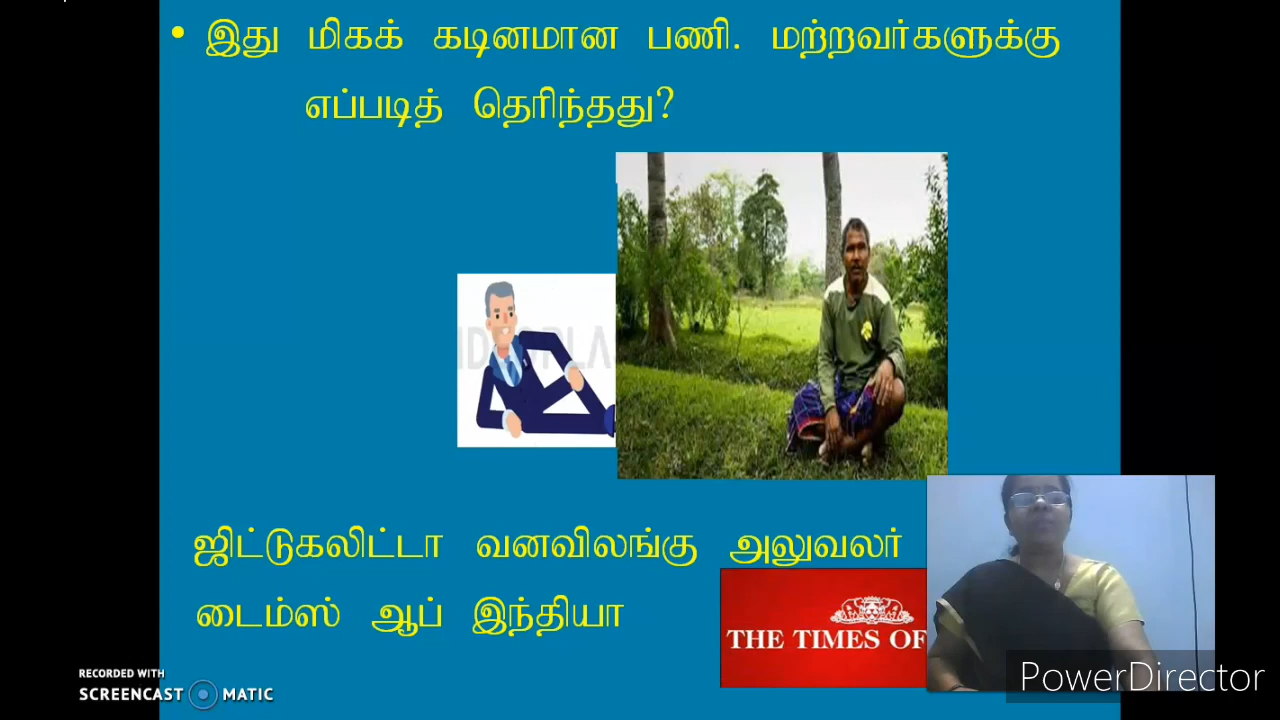 • இது மிகக் கடினமான பணி. மற்றவர்களுக்கு
எப்படித் தெரிந்தது?
ஜிட்டுகலிட்டா வனவிலங்கு அலுவலர்
டைம்ஸ் ஆப் இந்தியா
THE TIMES OF
RECORDED WITH
SCREENCAST MATIC
PowerDirector